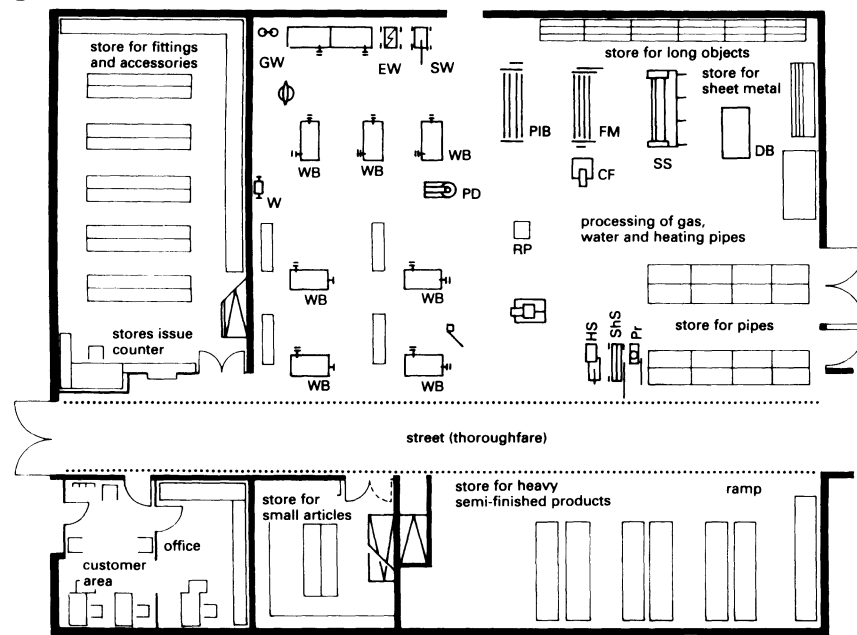 store for fittings
and accessories
GW
EW
SW
store for long objects
store for
sheet metal
PIB
FM
SS
DB
WB
WB
WB
CF
W
PD
RP
processing of gas,
water and heating pipes
WB
WB
stores issue
counter
HS
ShS
Pr
store for pipes
WB
WB
street (thoroughfare)
store for
small articles
store for heavy
semi-finished products
ramp
office
customer
area